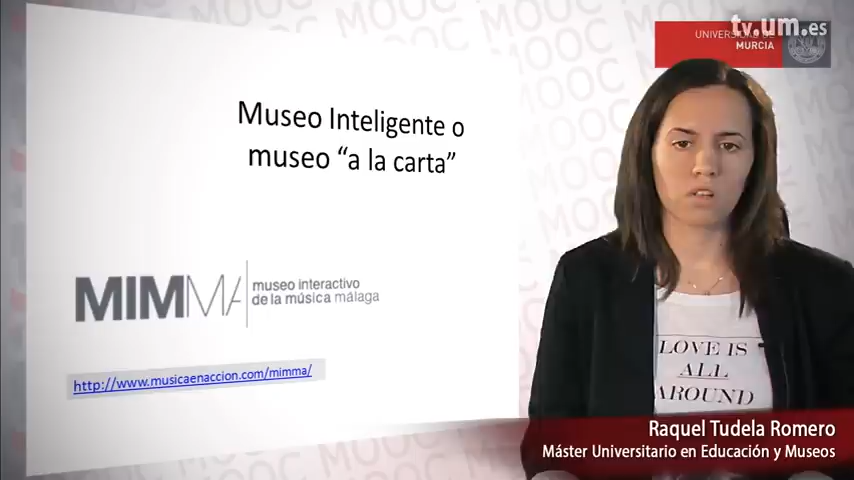 tv.um.es
UNIVERSIDAD DE
MURCIA
Museo Inteligente o
museo "a la carta"
MIMMA
museo interactivo
de la música málaga
http://www.musicaenaccion.com/mimma/
LOVE IS
ALL
AROUND
Raquel Tudela Romero
Máster Universitario en Educación y Museos
MOOC